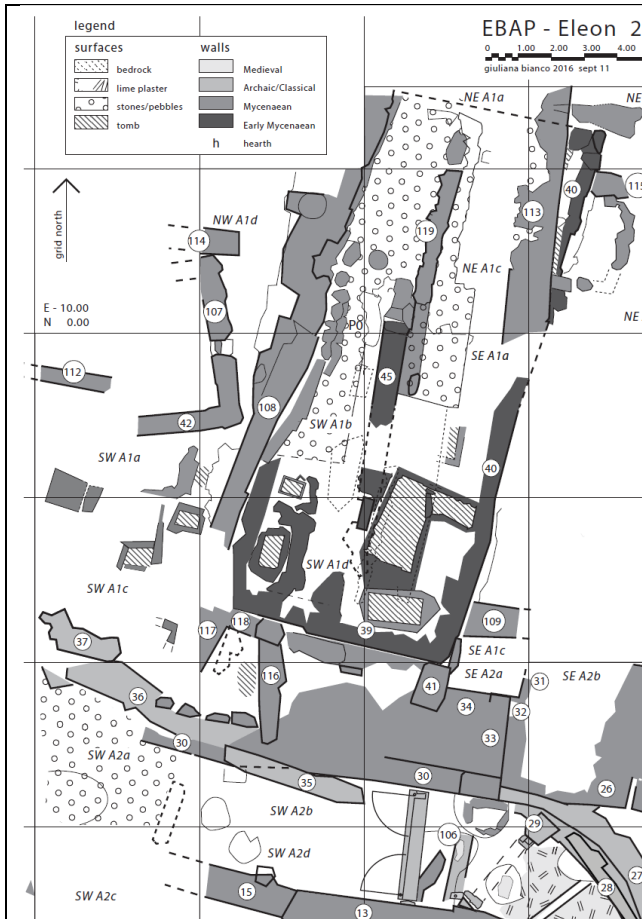 legend
surfaces
bedrock
lime plaster
stones/pebbles
tomb
walls
Medieval
Archaic/Classical
Mycenaean
Early Mycenaean
h hearth
EBAP - Eleon 2
0 1.00 2.00 3.00 4.00
giuliana bianco 2016 sept 11
grid north
E - 10.00
N 0.00
NE A1a
NE
40
115
NW A1d
114
119
113
NE A1c
107
NE
P0
SE A1a
112
45
108
42
SW A1b
SW A1a
40
SW A1d
SW A1c
118
117
39
109
37
SE A1c
116
SE A2a
SE A2b
31
41
36
34
32
30
33
SW A2a
35
30
26
SW A2b
29
106
SW A2d
27
28
SW A2c
15
13